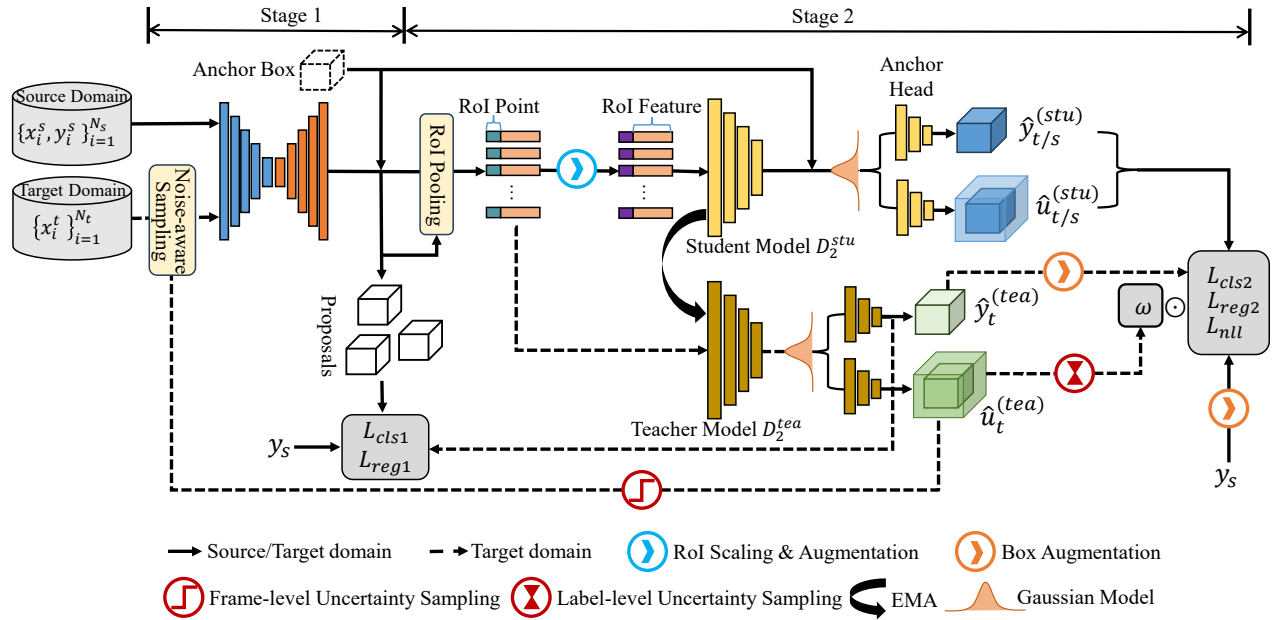 Stage 1
Stage 2
Anchor Box
Anchor
Head
Source Domain
{x_i^s, y_i^s}_{i=1}^{N_s}
RoI Point
RoI Feature
ŷ_{t/s}^{(stu)}
RoI Pooling
Target Domain
{x_i^t}_{i=1}^{N_t}
Noise-aware
Sampling
⋮
⋮
û_{t/s}^{(stu)}
Student Model D_2^{stu}
Proposals
ŷ_t^{(tea)}
ω
⊙
L_{cls2}
L_{reg2}
L_{nll}
Teacher Model D_2^{tea}
û_t^{(tea)}
y_s
L_{cls1}
L_{reg1}
y_s
Source/Target domain
Target domain
RoI Scaling & Augmentation
Box Augmentation
Frame-level Uncertainty Sampling
Label-level Uncertainty Sampling
EMA
Gaussian Model